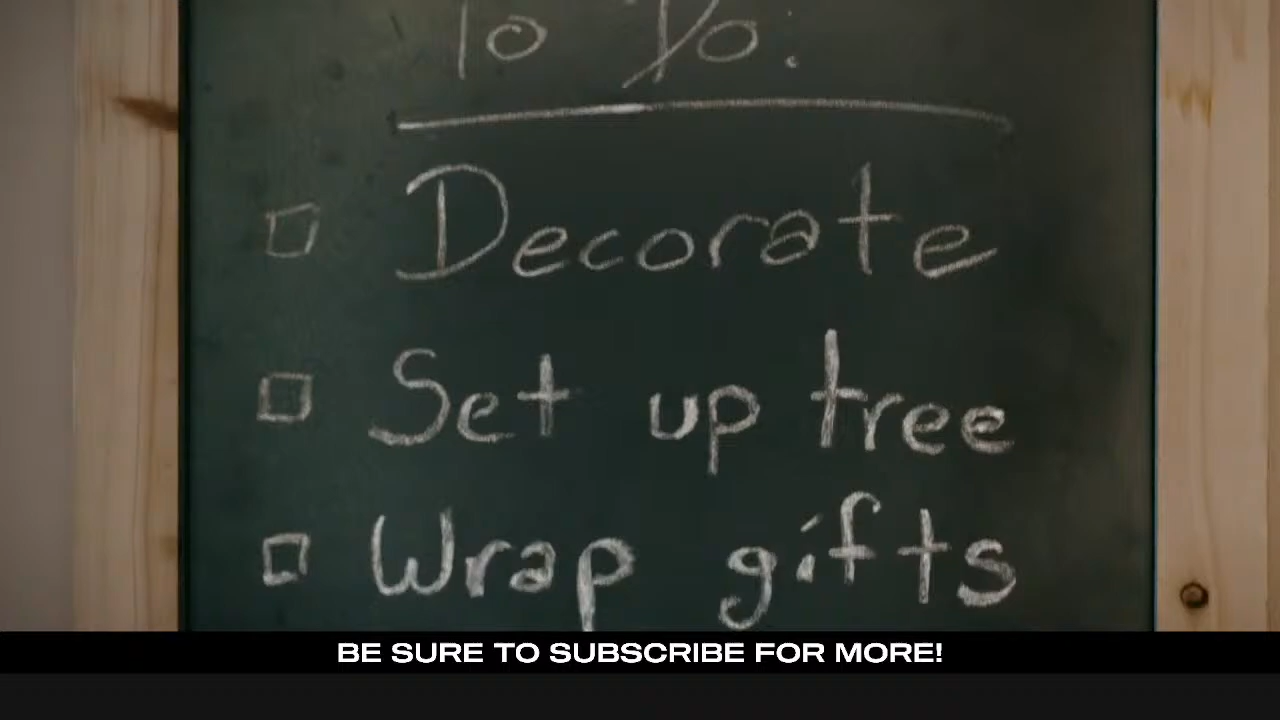 To Do:
Decorate
Set up tree
Wrap gifts
BE SURE TO SUBSCRIBE FOR MORE!